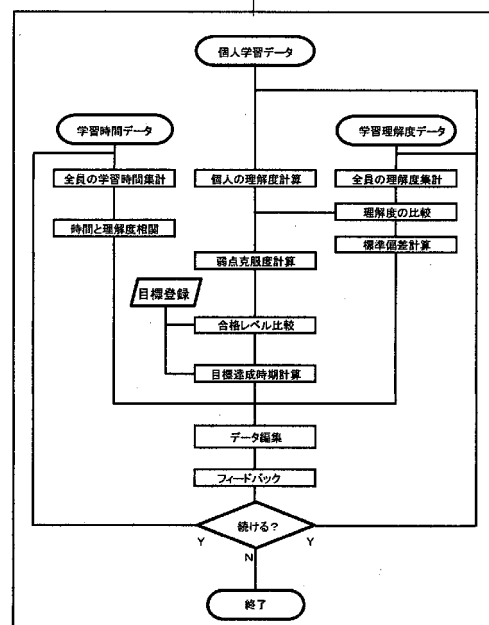 個人学習データ
学習時間データ
学習理解度データ
全員の学習時間集計
個人の理解度計算
全員の理解度集計
理解度の比較
時間と理解度相関
標準偏差計算
弱点克服度計算
目標登録
合格レベル比較
目標達成時期計算
データ編集
フィードバック
続ける?
Y
Y
N
終了